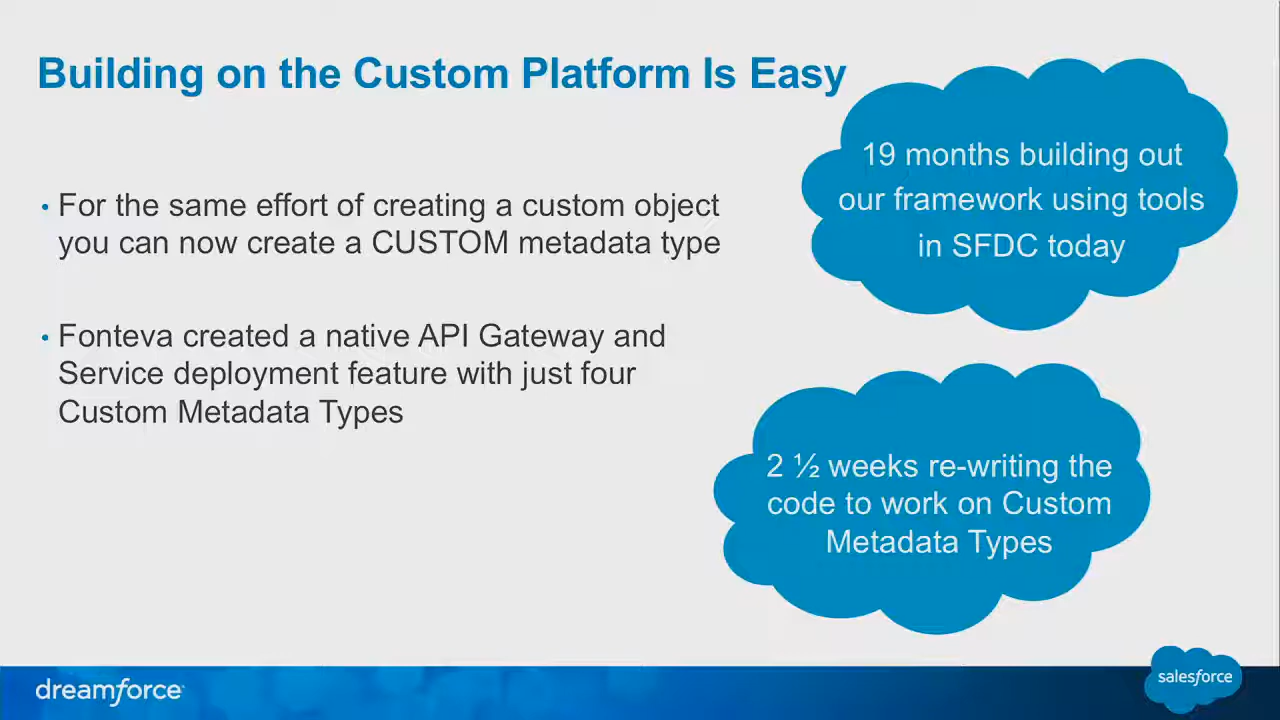 Building on the Custom Platform Is Easy
• For the same effort of creating a custom object
you can now create a CUSTOM metadata type
• Fonteva created a native API Gateway and
Service deployment feature with just four
Custom Metadata Types
19 months building out
our framework using tools
in SFDC today
2 ½ weeks re-writing the
code to work on Custom
Metadata Types
dreamforce
salesforce